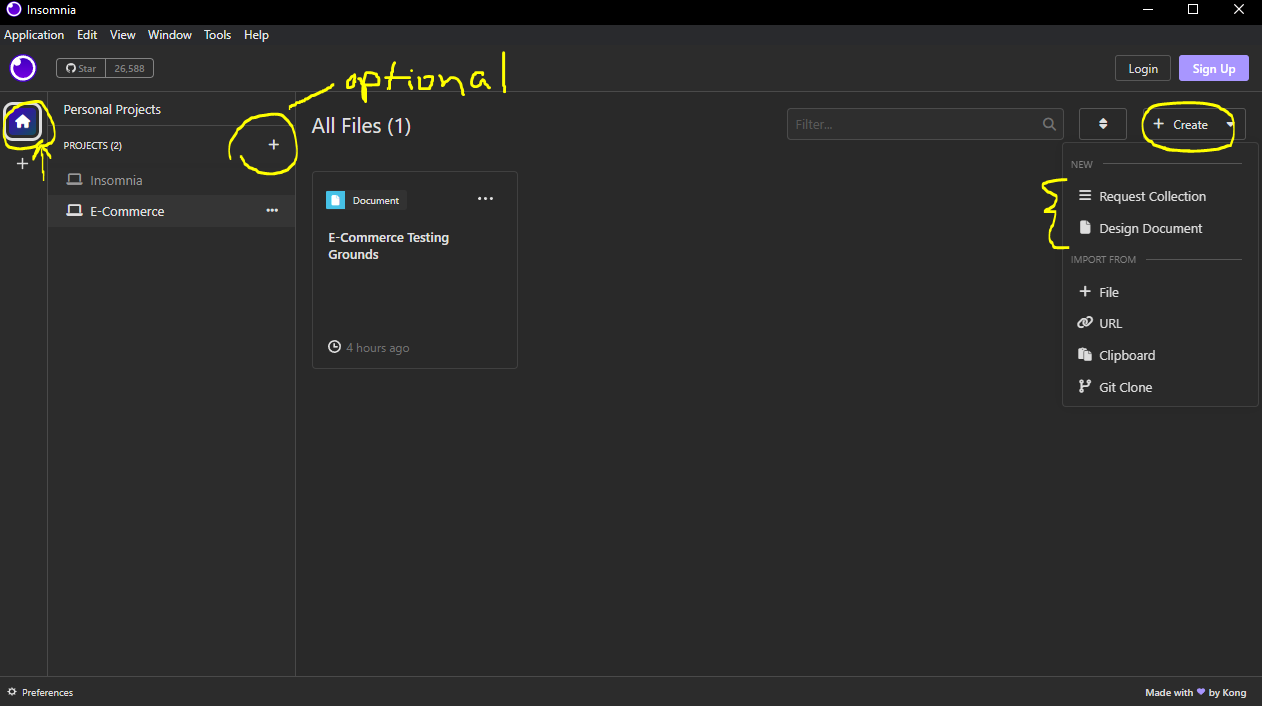 Insomnia
Application Edit View Window Tools Help
Star 26,588
Login Sign Up
optional
Personal Projects
All Files (1)
Filter...
Create
PROJECTS (2)
Insomnia
E-Commerce
Document
E-Commerce Testing
Grounds
4 hours ago
NEW
Request Collection
Design Document
IMPORT FROM
File
URL
Clipboard
Git Clone
Preferences
Made with 💜 by Kong